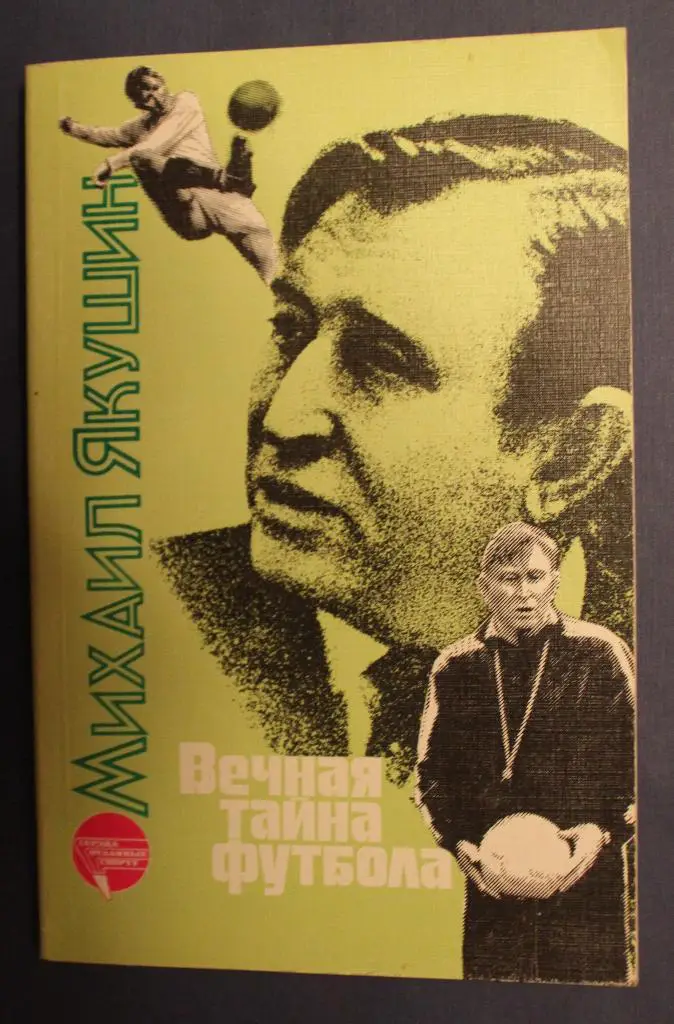 Михаил Якушин
Вечная
тайна
футбола